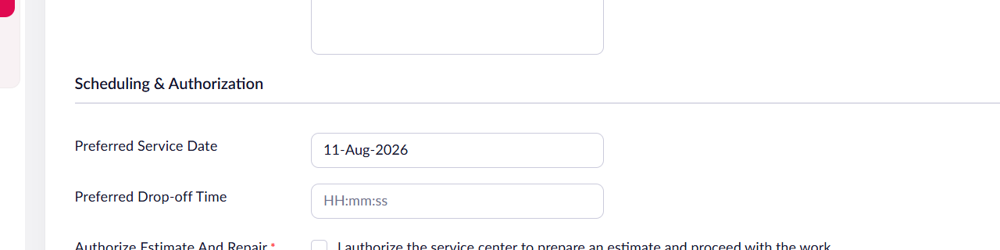 Scheduling & Authorization
Preferred Service Date
11-Aug-2026
Preferred Drop-off Time
HH:mm:ss
Authorize Estimate And Repair *
I authorize the service center to prepare an estimate and proceed with the work